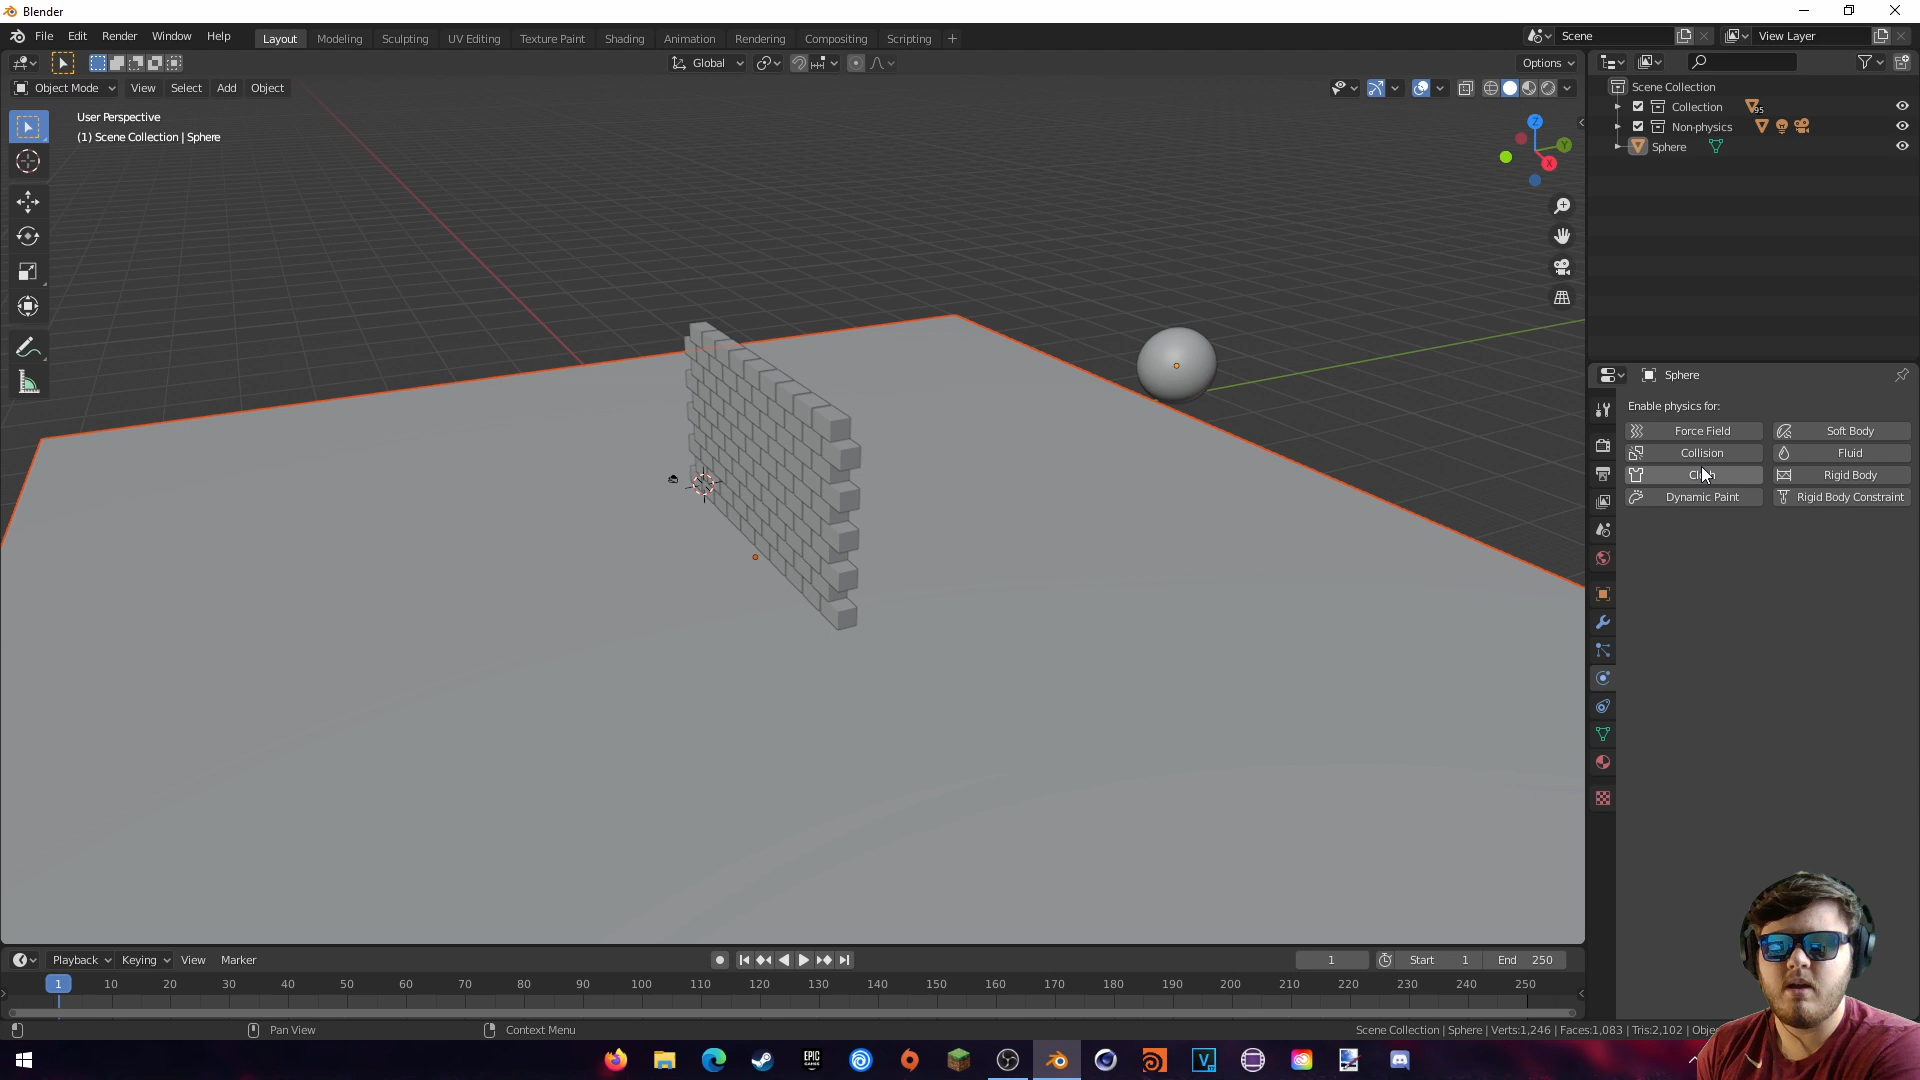 Blender
File Edit Render Window Help
Layout Modeling Sculpting UV Editing Texture Paint Shading Animation Rendering Compositing Scripting +
Scene
View Layer
Global
Options
Object Mode View Select Add Object
User Perspective
(1) Scene Collection | Sphere
Z
Y
X
Scene Collection
Collection
95
Non-physics
Sphere
Sphere
Enable physics for:
Force Field
Soft Body
Collision
Fluid
Rigid Body
Dynamic Paint
Rigid Body Constraint
Playback Keying View Marker
1
Start 1
End 250
1 10 20 30 40 50 60 70 80 90 100 110 120 130 140 150 160 170 180 190 200 210 220 230 240 250
Pan View
Context Menu
Scene Collection | Sphere | Verts:1,246 | Faces:1,083 | Tris:2,102 |
EPIC
GAMES
V